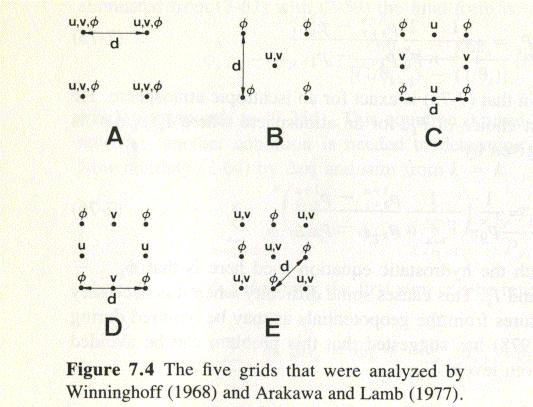 u,v,ϕ u,v,ϕ
d
u,v,ϕ u,v,ϕ
A
ϕ ϕ
d u,v
ϕ ϕ
B
ϕ u ϕ
v v
ϕ u ϕ
d
C
ϕ v ϕ
u u
ϕ v ϕ
d
D
u,v ϕ u,v
ϕ u,v ϕ
d
u,v ϕ u,v
E
Figure 7.4 The five grids that were analyzed by
Winninghoff (1968) and Arakawa and Lamb (1977).